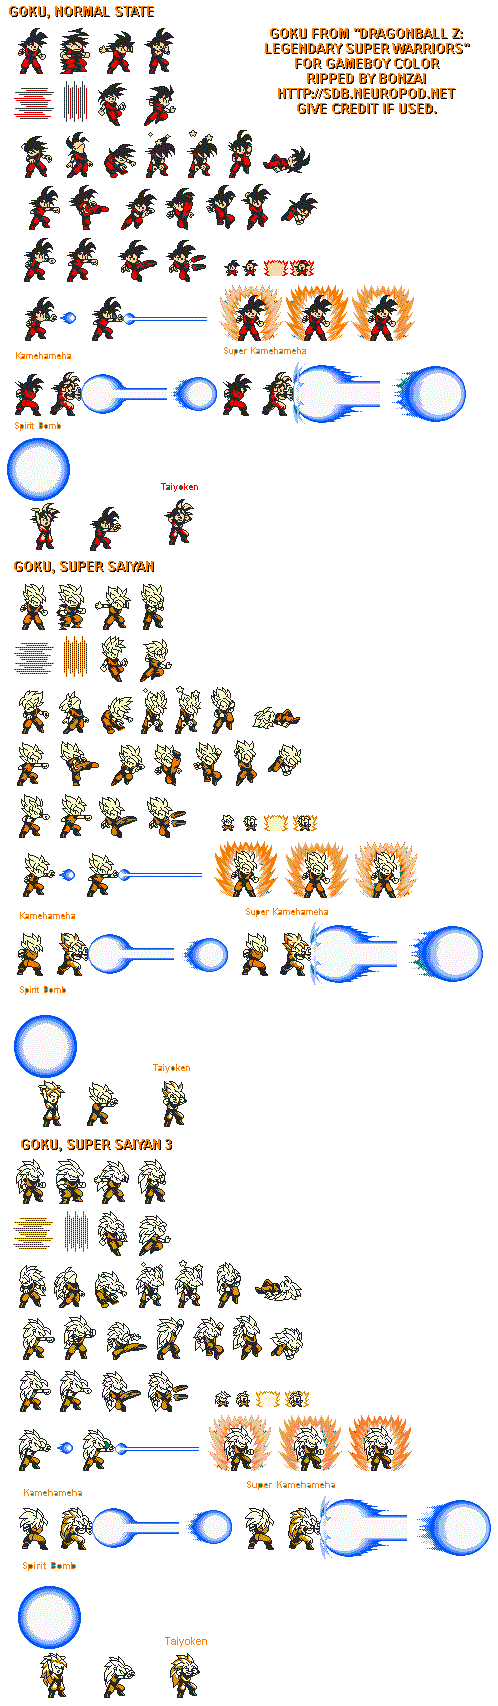 GOKU, NORMAL STATE
GOKU FROM "DRAGONBALL Z:
LEGENDARY SUPER WARRIORS"
FOR GAMEBOY COLOR
RIPPED BY BONZAI
HTTP://SDB.NEUROPOD.NET
GIVE CREDIT IF USED.
Kamehameha
Super Kamehameha
Spirit Bomb
Taiyoken
GOKU, SUPER SAIYAN
Kamehameha
Super Kamehameha
Spirit Bomb
Taiyoken
GOKU, SUPER SAIYAN 3
Kamehameha
Super Kamehameha
Spirit Bomb
Taiyoken